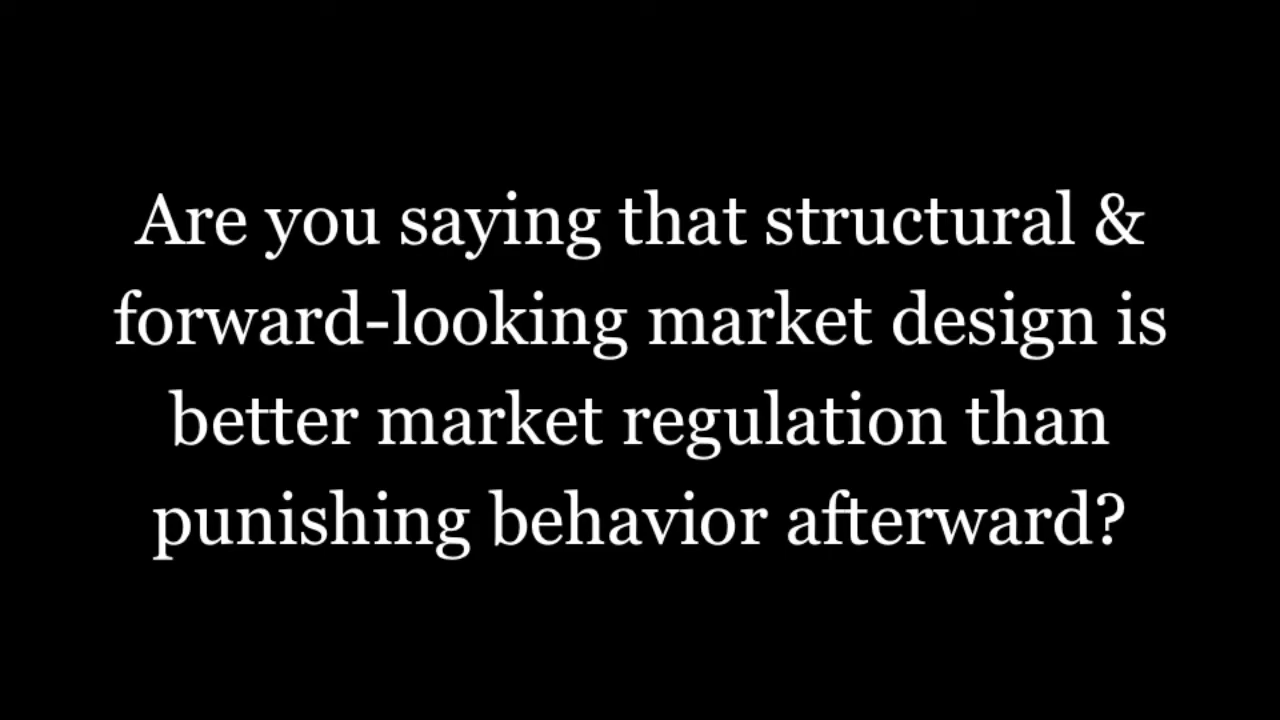 Are you saying that structural &
forward-looking market design is
better market regulation than
punishing behavior afterward?